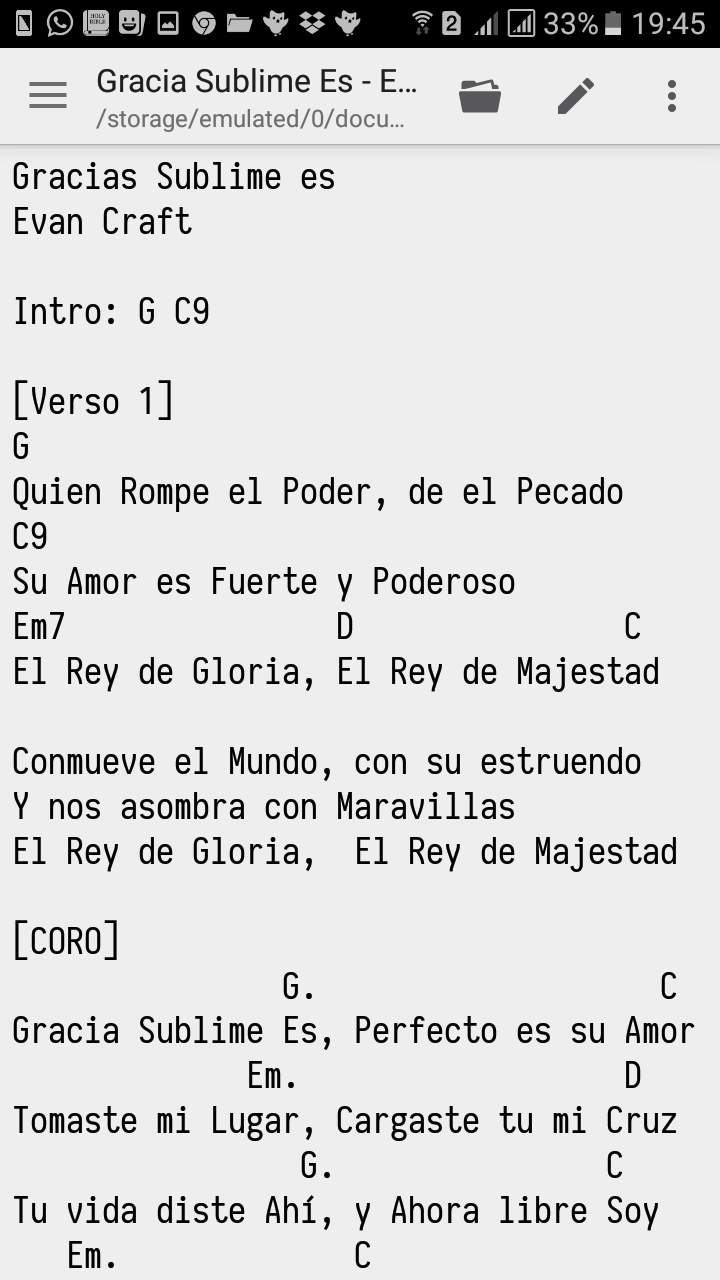 HOLY BIBLE
2 33% 19:45
Gracia Sublime Es - E...
/storage/emulated/0/docu...
Gracias Sublime es
Evan Craft
Intro: G C9
[Verso 1]
G
Quien Rompe el Poder, de el Pecado
C9
Su Amor es Fuerte y Poderoso
Em7               D               C
El Rey de Gloria, El Rey de Majestad
Conmueve el Mundo, con su estruendo
Y nos asombra con Maravillas
El Rey de Gloria,  El Rey de Majestad
[CORO]
               G.                   C
Gracia Sublime Es, Perfecto es su Amor
             Em.                  D
Tomaste mi Lugar, Cargaste tu mi Cruz
                G.               C
Tu vida diste Ahí, y Ahora libre Soy
   Em.             C